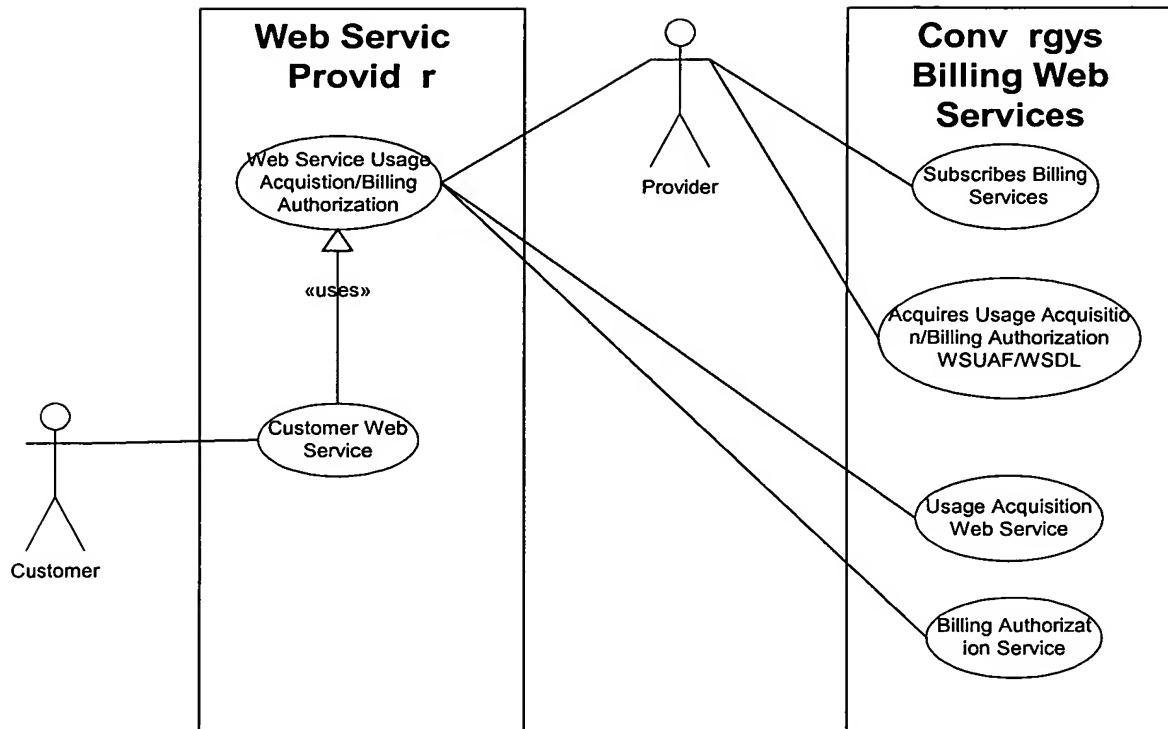 Web Servic
Provid r
Conv rgys
Billing Web
Services
Web Service Usage
Acquistion/Billing
Authorization
Provider
Subscribes Billing
Services
«uses»
Acquires Usage Acquisitio
n/Billing Authorization
WSUAF/WSDL
Customer Web
Service
Customer
Usage Acquisition
Web Service
Billing Authorizat
ion Service